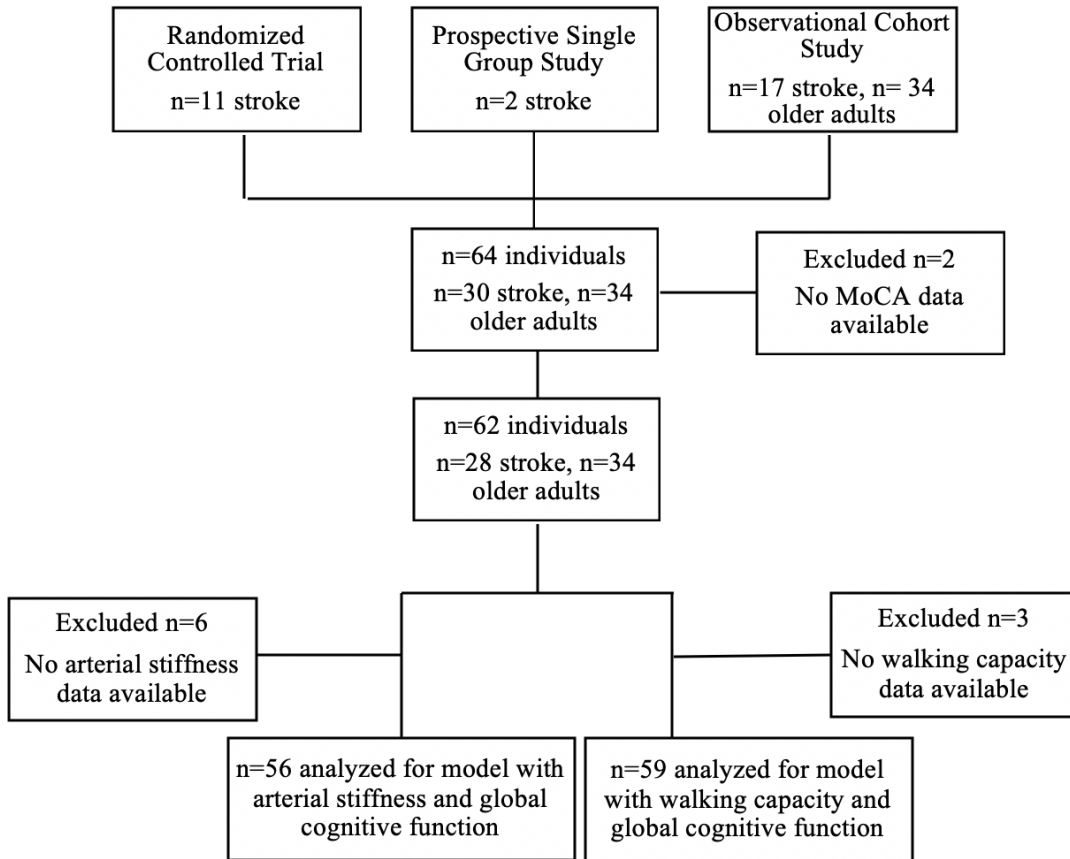 Randomized
Controlled Trial
n=11 stroke
Prospective Single
Group Study
n=2 stroke
Observational Cohort
Study
n=17 stroke, n= 34
older adults
n=64 individuals
n=30 stroke, n=34
older adults
Excluded n=2
No MoCA data
available
n=62 individuals
n=28 stroke, n=34
older adults
Excluded n=6
No arterial stiffness
data available
Excluded n=3
No walking capacity
data available
n=56 analyzed for model with
arterial stiffness and global
cognitive function
n=59 analyzed for model
with walking capacity and
global cognitive function